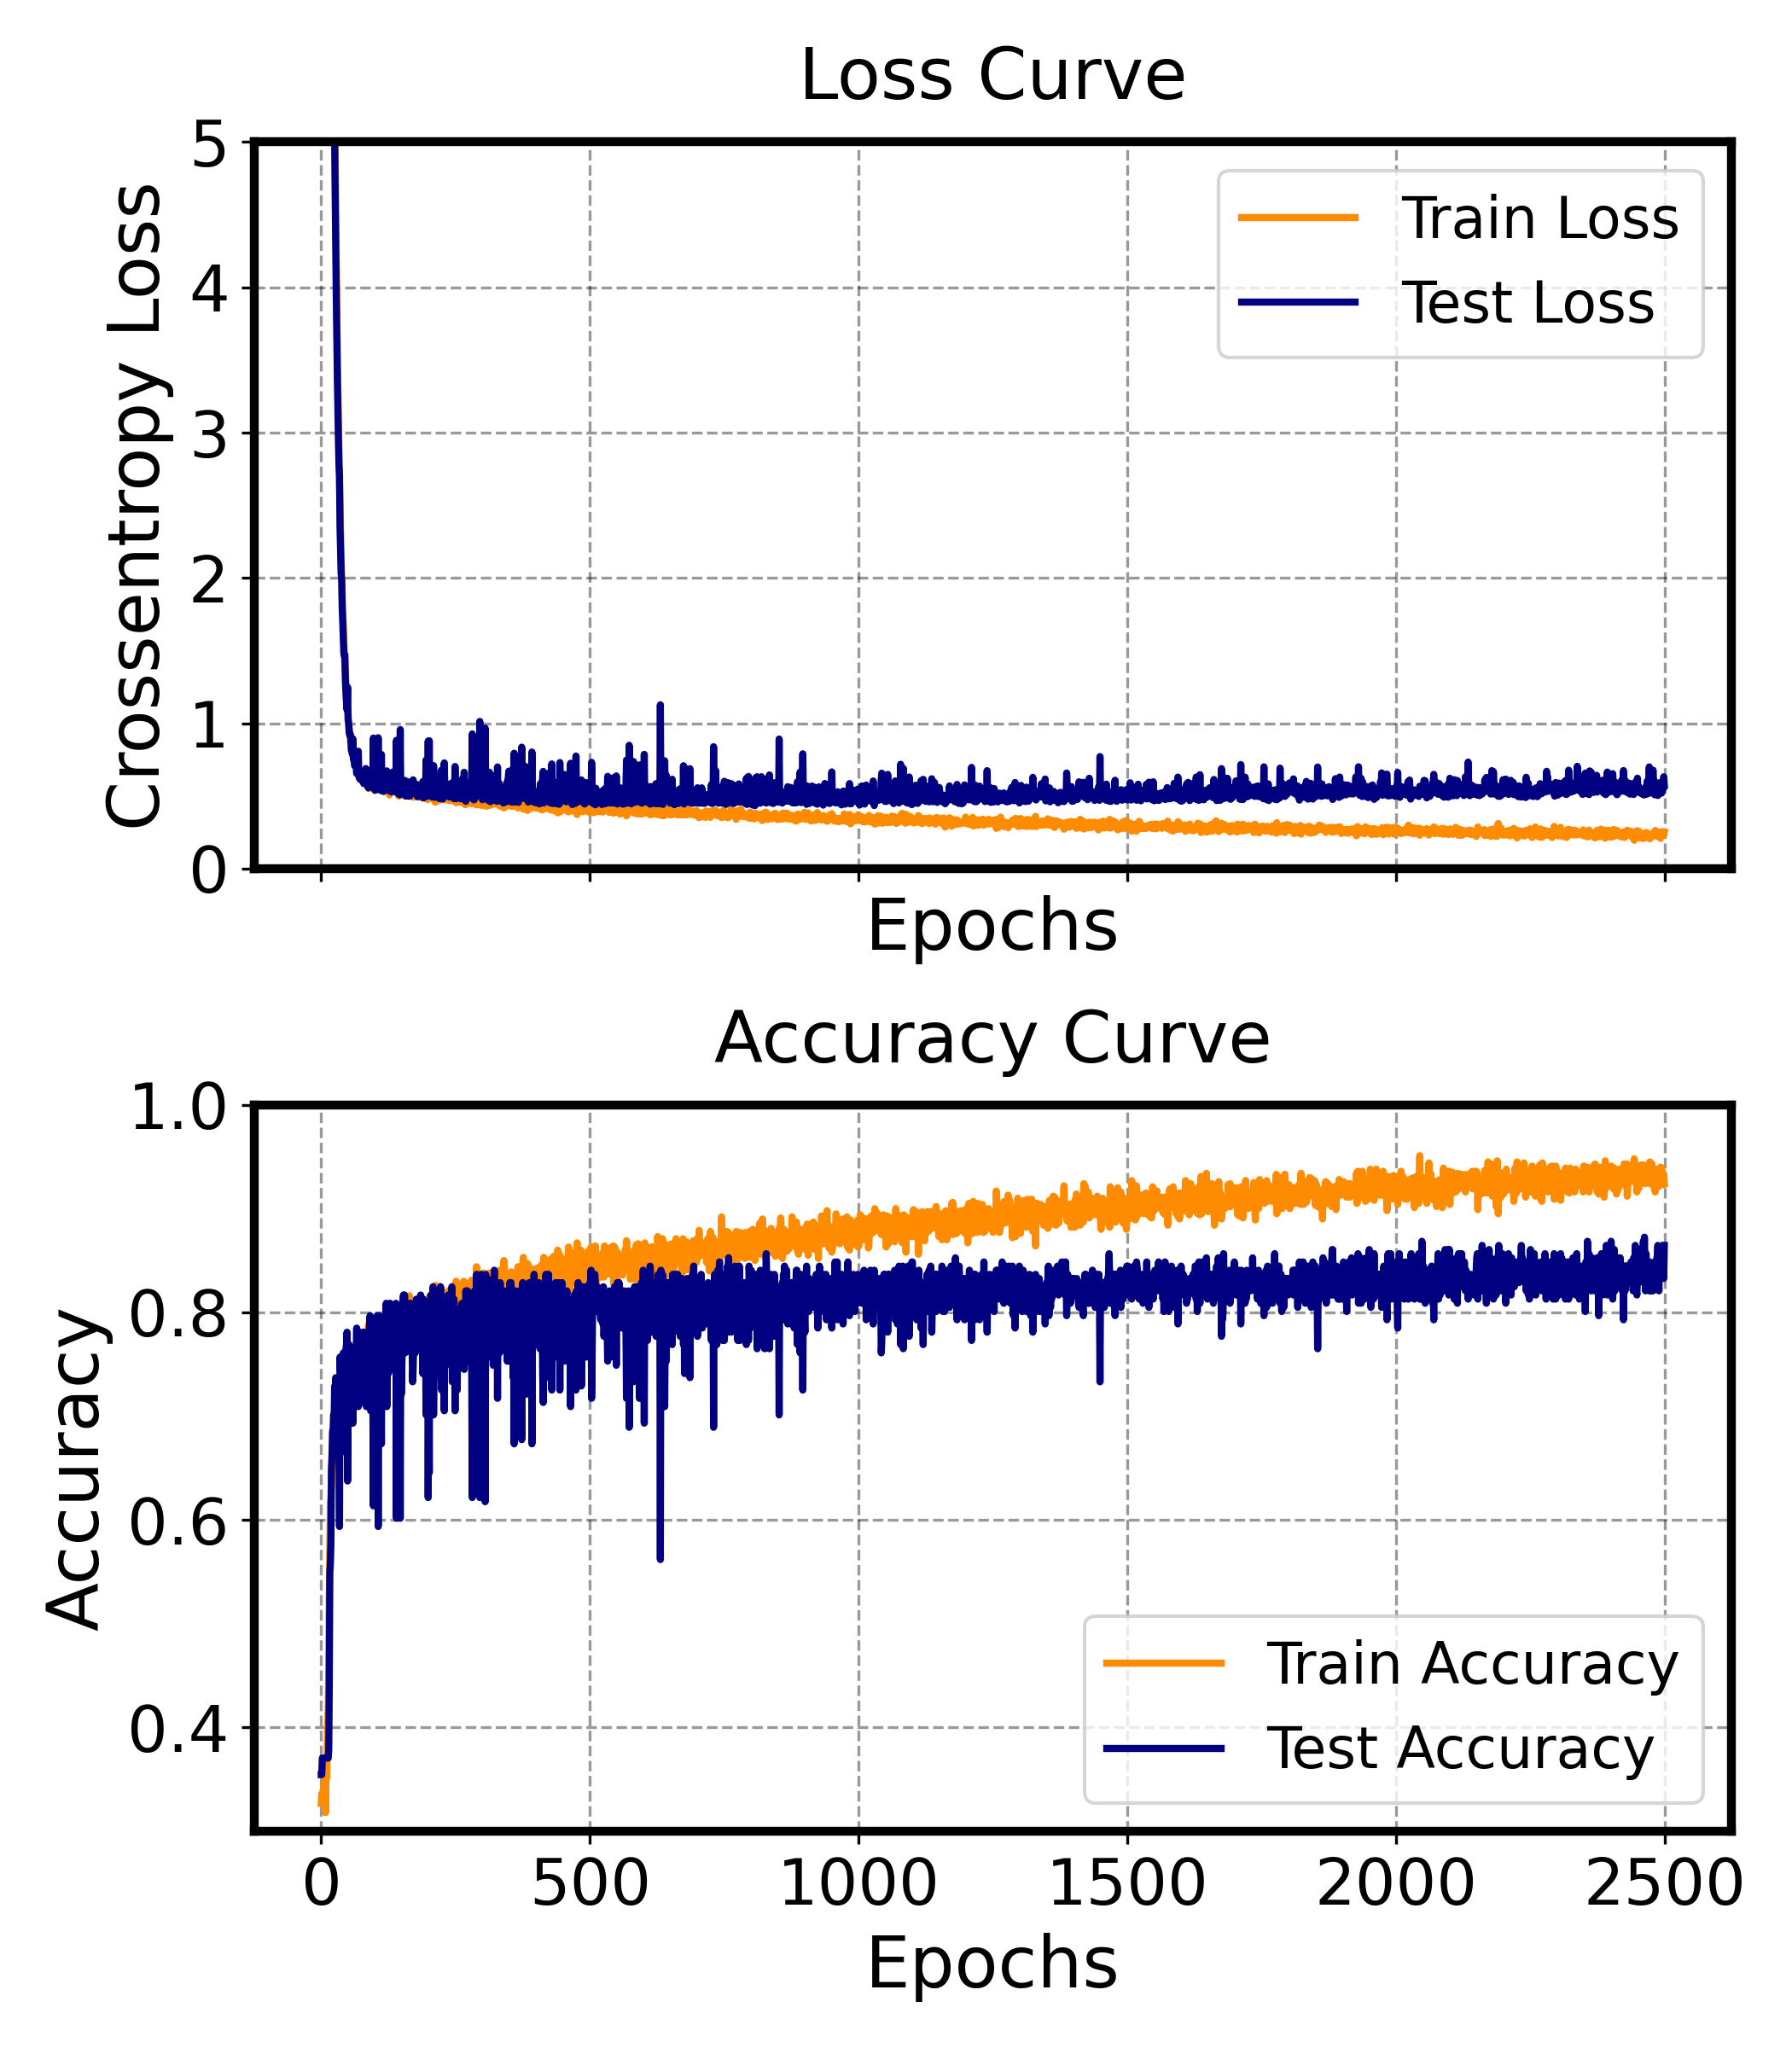 Loss Curve
5
4
3
2
1
0
Crossentropy Loss
Train Loss
Test Loss
Epochs
Accuracy Curve
1.0
0.8
0.6
0.4
Accuracy
Train Accuracy
Test Accuracy
0 500 1000 1500 2000 2500
Epochs